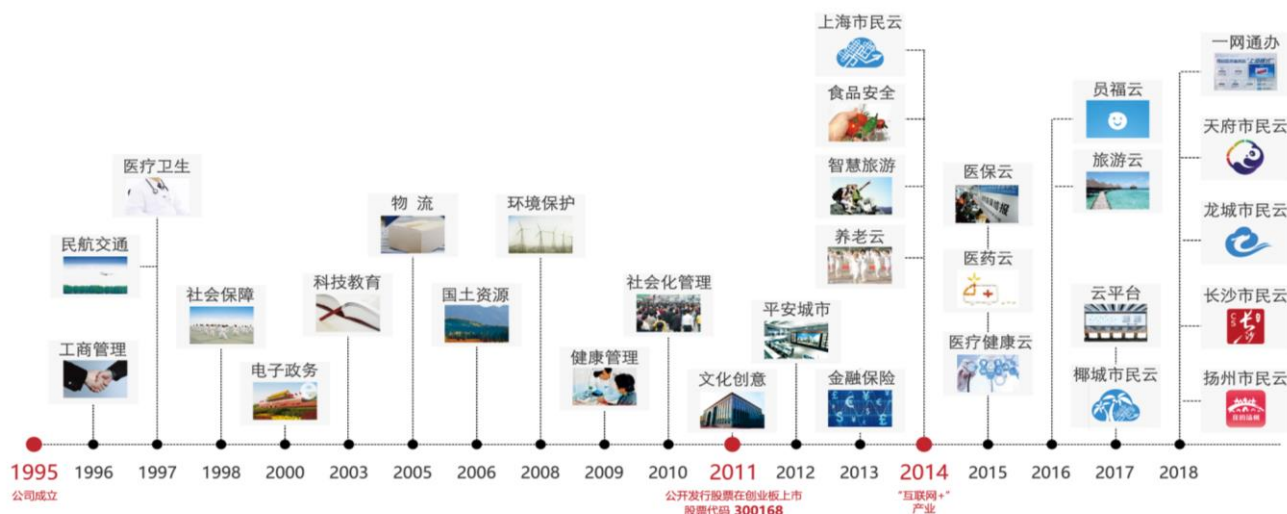 上海市民云
一网通办
食品安全
员福云
天府市民云
医疗卫生
智慧旅游
医保云
旅游云
物 流
环境保护
龙城市民云
民航交通
养老云
科技教育
社会化管理
医药云
社会保障
国土资源
平安城市
云平台
长沙市民云
工商管理
健康管理
医疗健康云
电子政务
文化创意
金融保险
椰城市民云
扬州市民云
1995 1996 1997 1998 2000 2003 2005 2006 2008 2009 2010 2011 2012 2013 2014 2015 2016 2017 2018
公司成立
公开发行股票在创业板上市
股票代码 300168
"互联网+"
产业